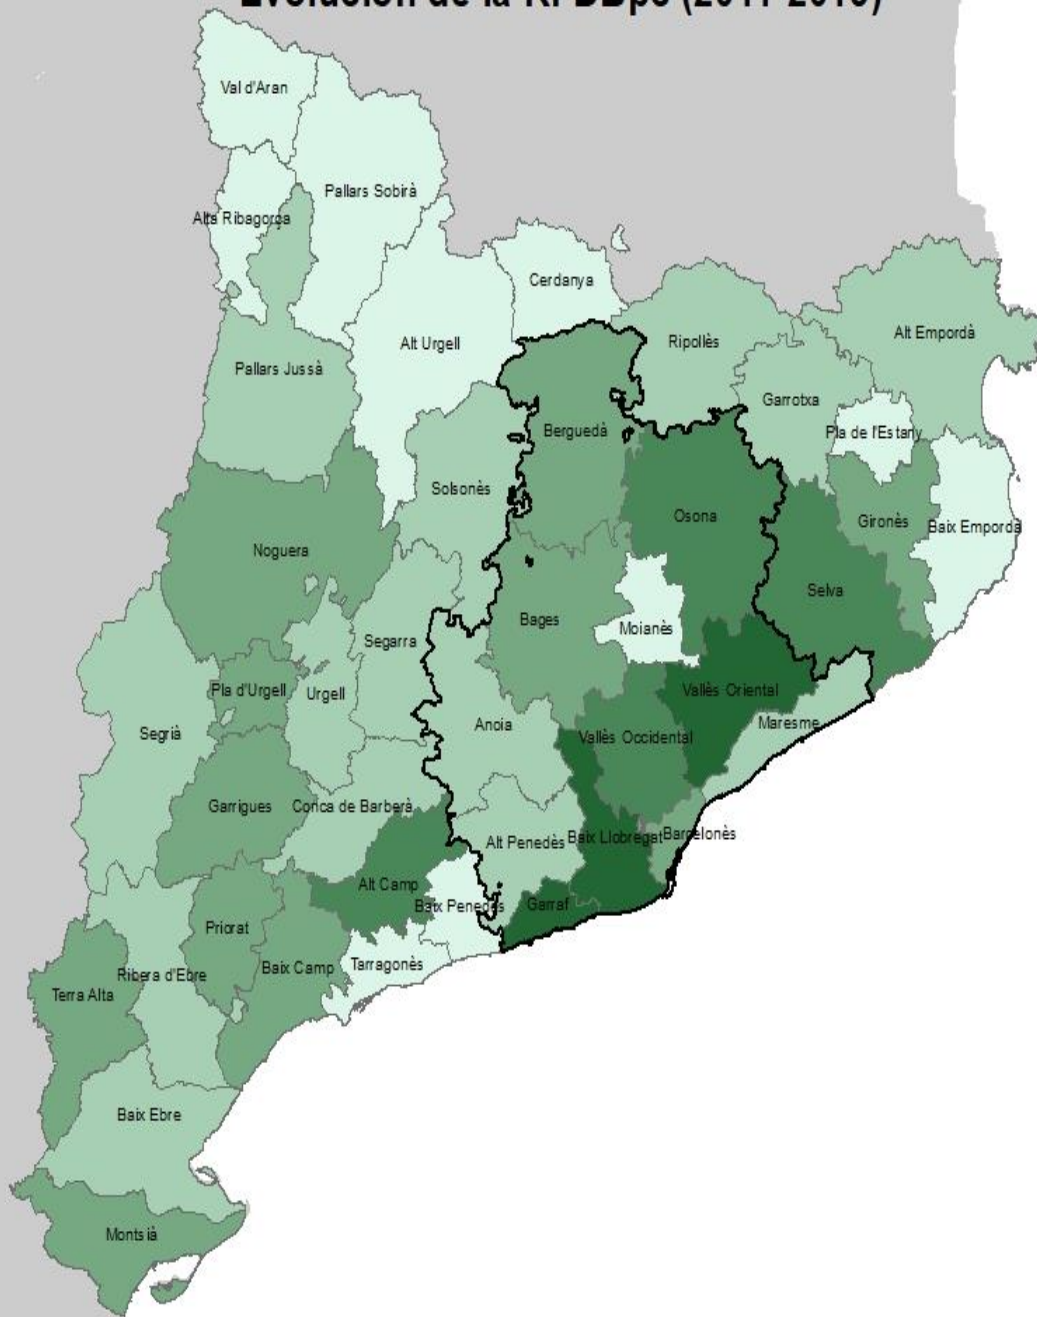 Evolución de la RFDBpc (2011-2018)
Val d'Aran
Pallars Sobirà
Alta Ribagorça
Cerdanya
Alt Urgell
Ripollès
Alt Empordà
Pallars Jussà
Garrotxa
Berguedà
Pla de l'Estany
Solsonès
Osona
Gironès
Baix Empordà
Noguera
Selva
Bages
Moianès
Segarra
Pla d'Urgell
Urgell
Vallès Oriental
Anoia
Maresme
Segrià
Vallès Occidental
Garrigues
Conca de Barberà
Alt Penedès
Baix Llobregat
Barcelonès
Alt Camp
Baix Penedès
Garraf
Priorat
Baix Camp
Tarragonès
Ribera d'Ebre
Terra Alta
Baix Ebre
Montsià